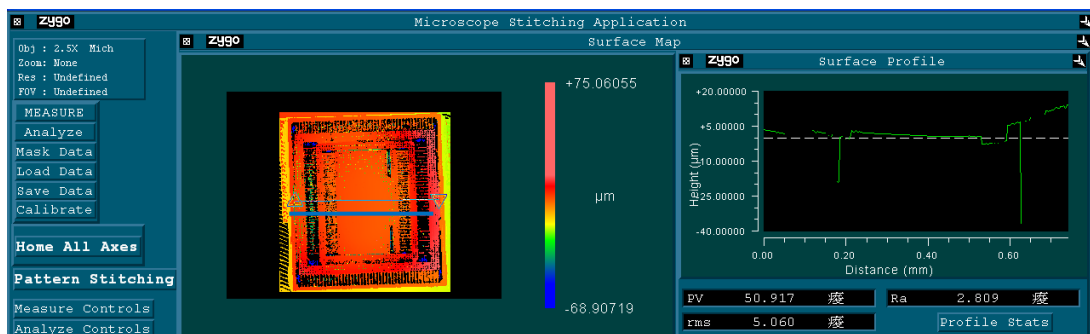 zygo Microscope Stitching Application
Obj : 2.5X Mich
Zoom: None
Res : Undefined
FOV : Undefined
MEASURE
Analyze
Mask Data
Load Data
Save Data
Calibrate
Home All Axes
Pattern Stitching
Measure Controls
Analyze Controls
zygo Surface Map
+75.06055
µm
-68.90719
zygo Surface Profile
+20.00000
+5.00000
-10.00000
-25.00000
-40.00000
Height (µm)
0.00 0.20 0.40 0.60
Distance (mm)
PV 50.917 癭
Ra 2.809 癭
rms 5.060 癭
Profile Stats